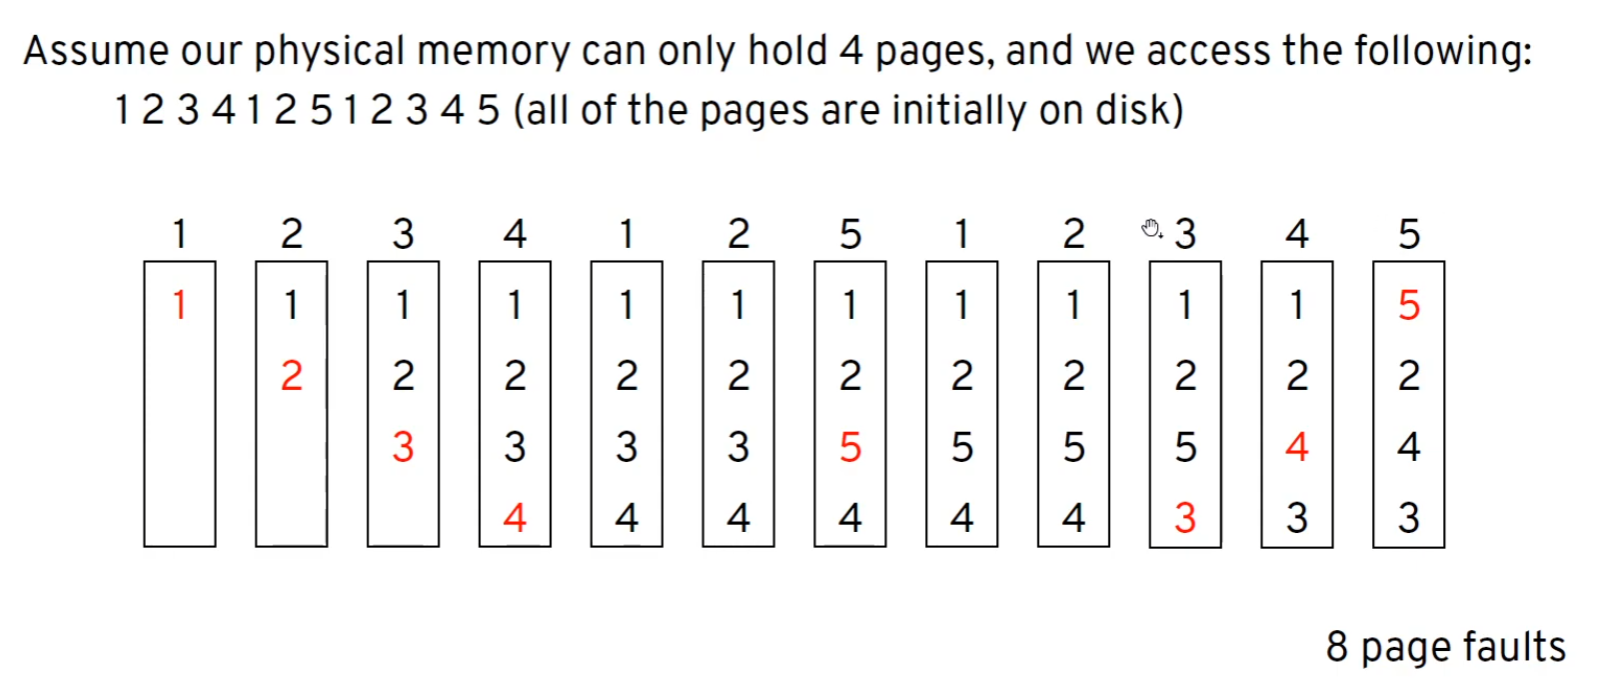 Assume our physical memory can only hold 4 pages, and we access the following:
1 2 3 4 1 2 5 1 2 3 4 5 (all of the pages are initially on disk)
1 2 3 4 1 2 5 1 2 3 4 5
1 1 1 1 1 1 1 1 1 1 1 5
2 2 2 2 2 2 2 2 2 2 2
3 3 3 3 5 5 5 5 4 4
4 4 4 4 4 4 3 3 3
8 page faults